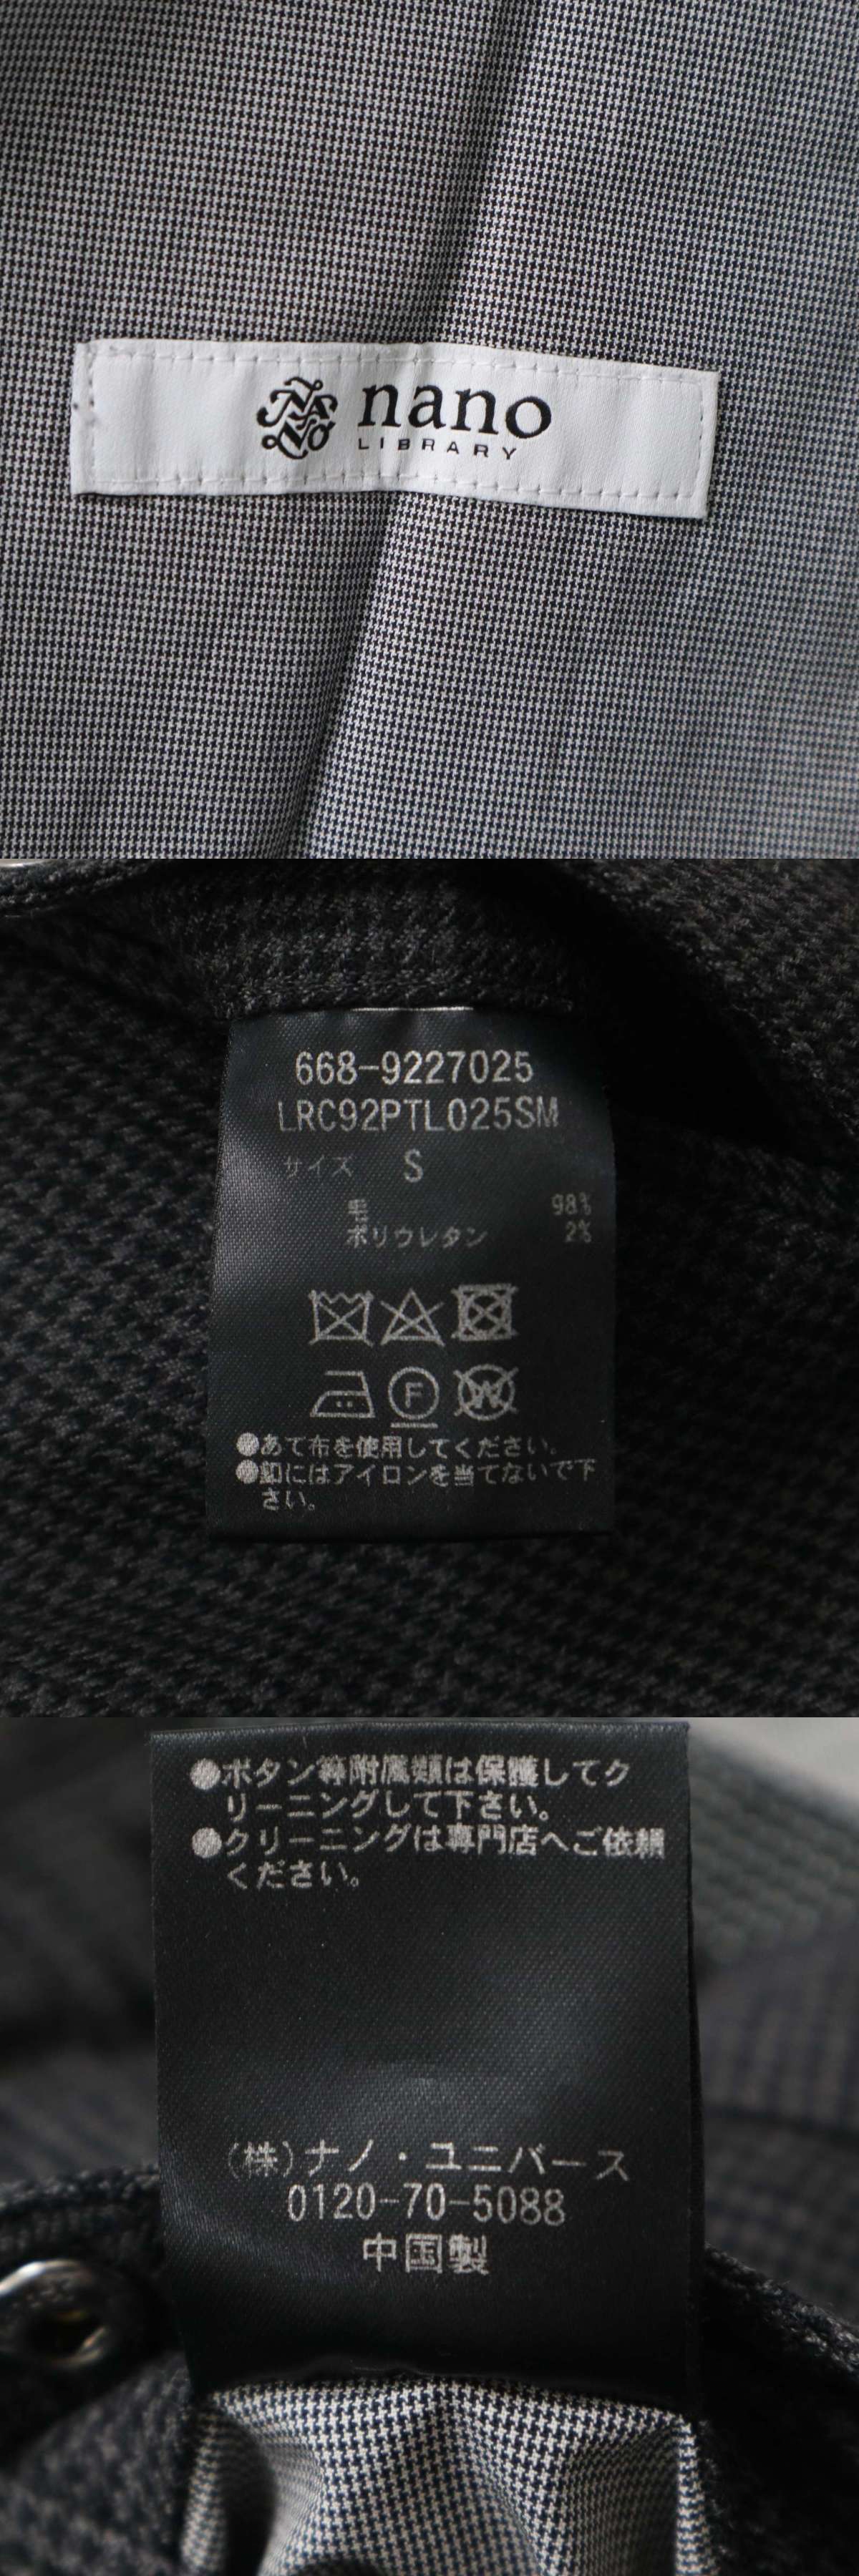 NANO
nano
LIBRARY
668-9227025
LRC92PTL025SM
サイズ S
毛 98%
ポリウレタン 2%
F
W
●あて布を使用してください。
●釦にはアイロンを当てないで下
さい。
●ボタン等附属類は保護してク
リーニングして下さい。
●クリーニングは専門店へご依頼
ください。
(株)ナノ・ユニバース
0120-70-5088
中国製